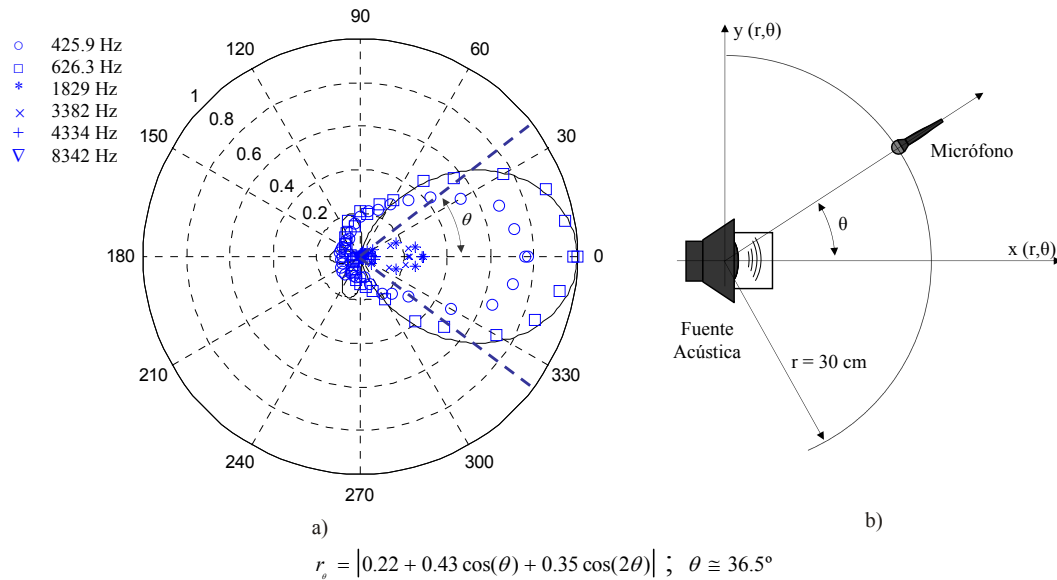 ○ 425.9 Hz
□ 626.3 Hz
* 1829 Hz
× 3382 Hz
+ 4334 Hz
∇ 8342 Hz
90
120
60
150
30
1
0.8
0.6
0.4
0.2
θ
180
0
210
330
240
300
270
a)
y (r,θ)
Micrófono
θ
x (r,θ)
Fuente
Acústica
r = 30 cm
b)
r_θ = |0.22 + 0.43 cos(θ) + 0.35 cos(2θ)| ; θ ≅ 36.5º